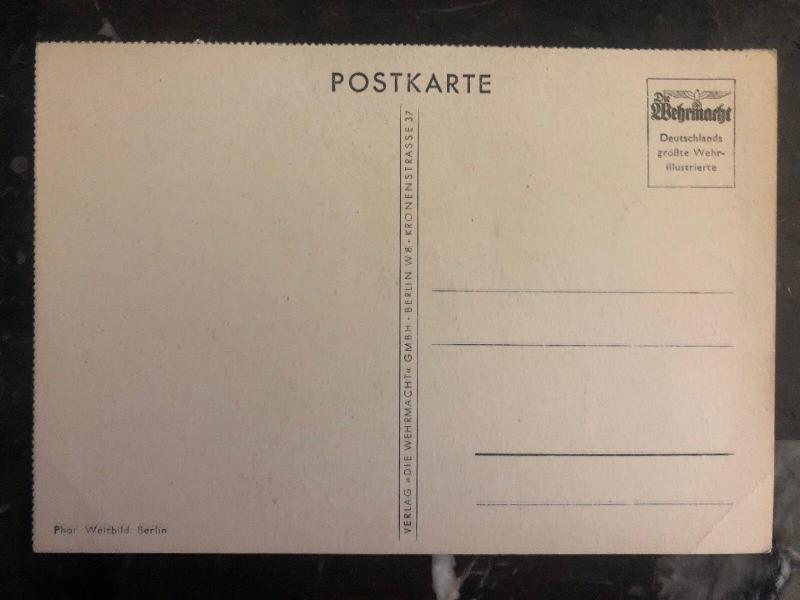 POSTKARTE
Die
Wehrmacht
Deutschlands
größte Wehr-
illustrierte
VERLAG »DIE WEHRMACHT« GMBH · BERLIN W 8 · KRONENSTRASSE 37
Phot. Weltbild. Berlin